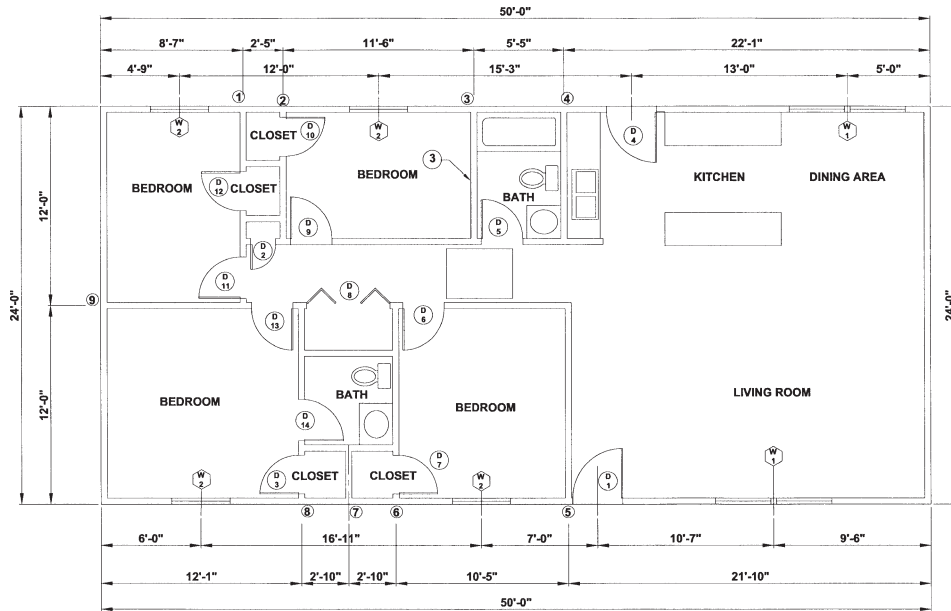 50'-0"
8'-7" 2'-5" 11'-6" 5'-5" 22'-1"
4'-9" 12'-0" 15'-3" 13'-0" 5'-0"
1 2 3 4
W 2
W 2
D 4
W 1
CLOSET
D 10
3
BEDROOM
D 12
CLOSET
BEDROOM
BATH
KITCHEN
DINING AREA
12'-0"
D 9
D 5
D 2
D 11
D 8
9
24'-0"
24'-0"
D 13
D 6
12'-0"
BEDROOM
BATH
BEDROOM
LIVING ROOM
D 14
D 7
W 2
D 3
CLOSET
CLOSET
W 2
D 1
W 1
8 7 6 5
6'-0" 16'-11" 7'-0" 10'-7" 9'-6"
12'-1" 2'-10" 2'-10" 10'-5" 21'-10"
50'-0"